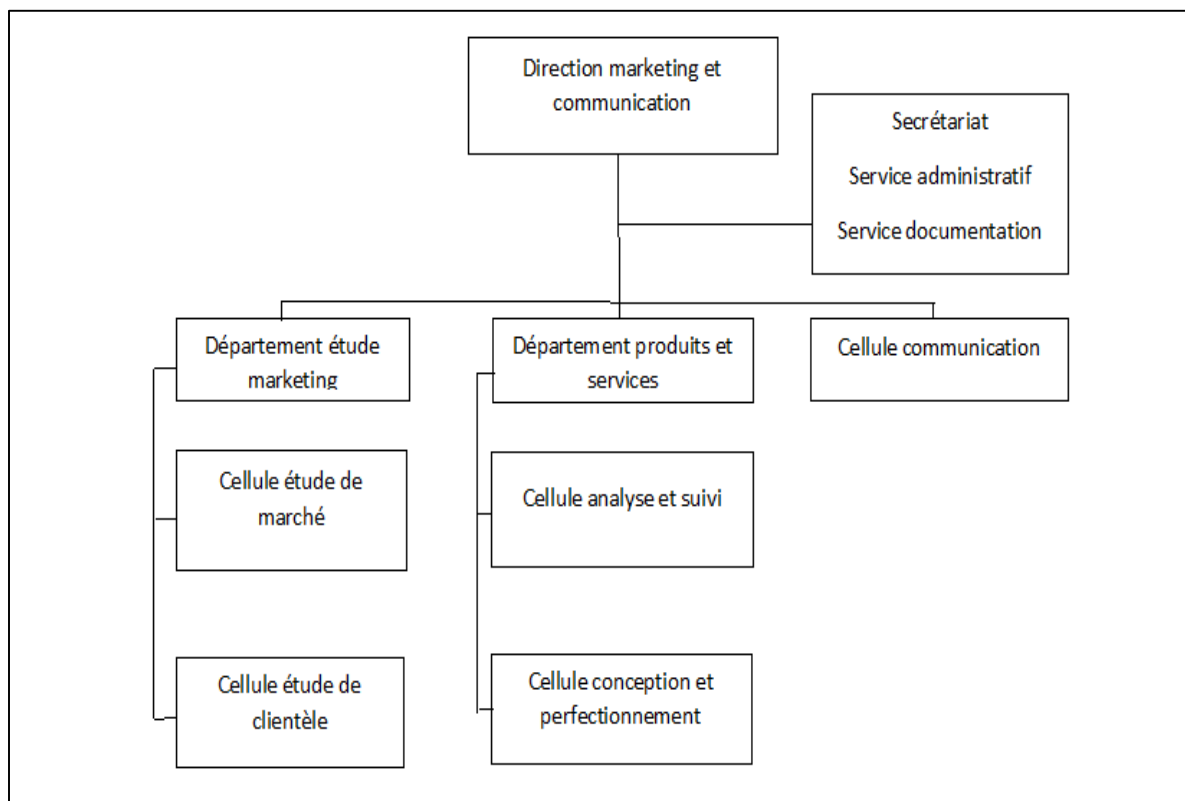 Direction marketing et
communication
Secrétariat
Service administratif
Service documentation
Département étude
marketing
Département produits et
services
Cellule communication
Cellule étude de
marché
Cellule analyse et suivi
Cellule étude de
clientèle
Cellule conception et
perfectionnement